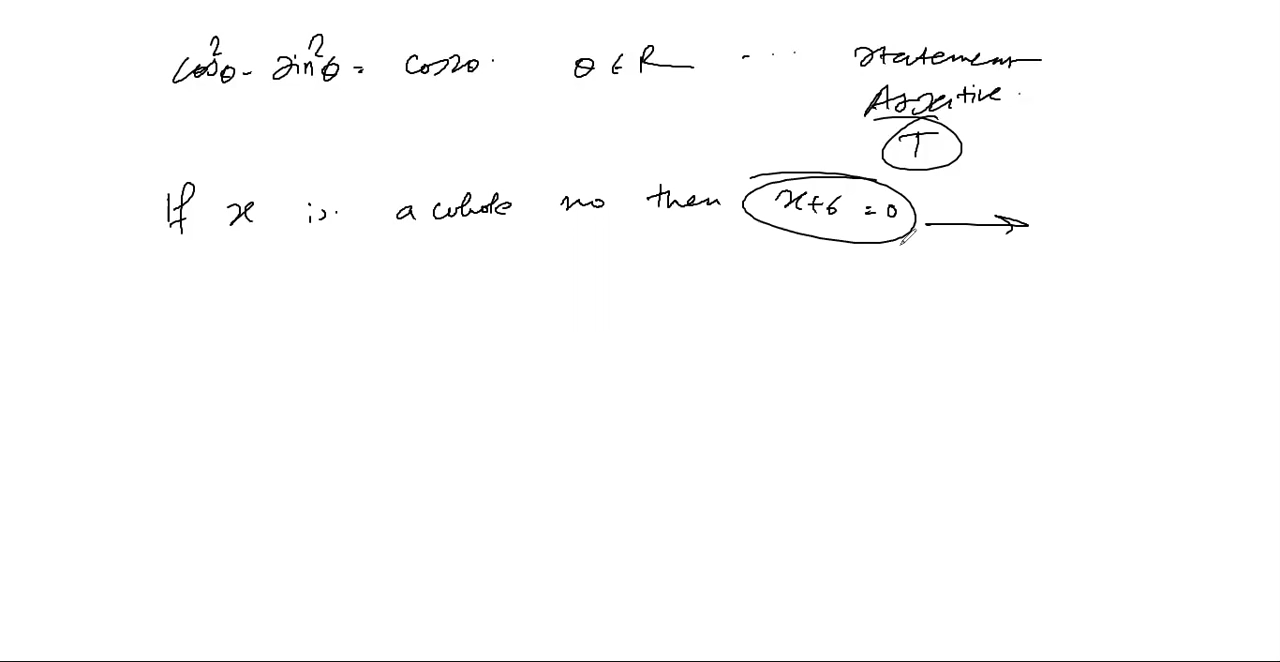 cos²θ - sin²θ = cos2θ. θ ∈ R - ... statement
Assertive.
T
If x is a whole no then x+6 = 0 →